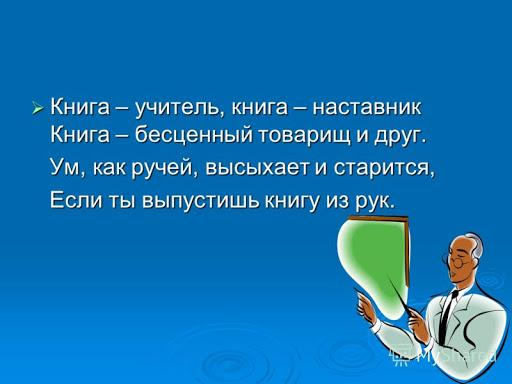 Книга – учитель, книга – наставник
Книга – бесценный товарищ и друг.
Ум, как ручей, высыхает и старится,
Если ты выпустишь книгу из рук.
MyShared